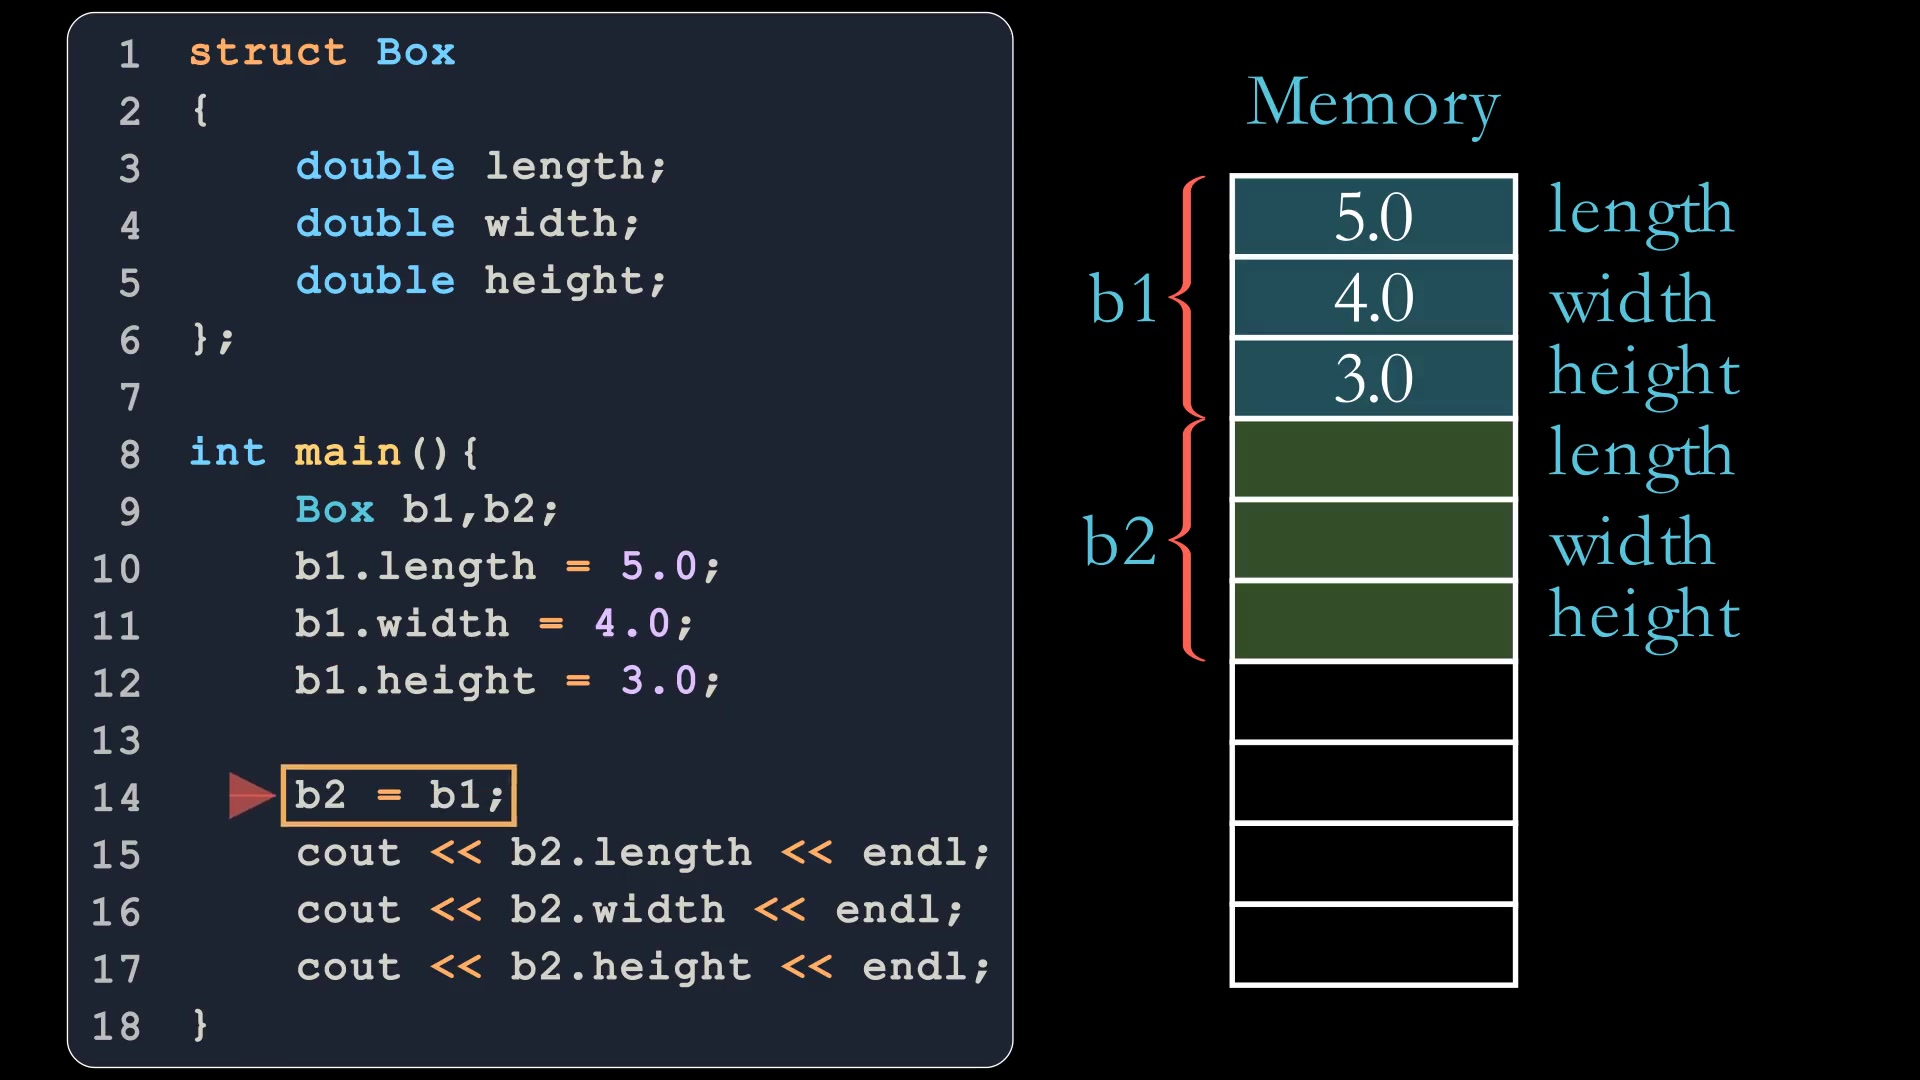 1 struct Box
2 {
3 double length;
4 double width;
5 double height;
6 };
7
8 int main(){
9 Box b1,b2;
10 b1.length = 5.0;
11 b1.width = 4.0;
12 b1.height = 3.0;
13
14 b2 = b1;
15 cout << b2.length << endl;
16 cout << b2.width << endl;
17 cout << b2.height << endl;
18 }
Memory
b1
5.0 length
4.0 width
3.0 height
b2
length
width
height